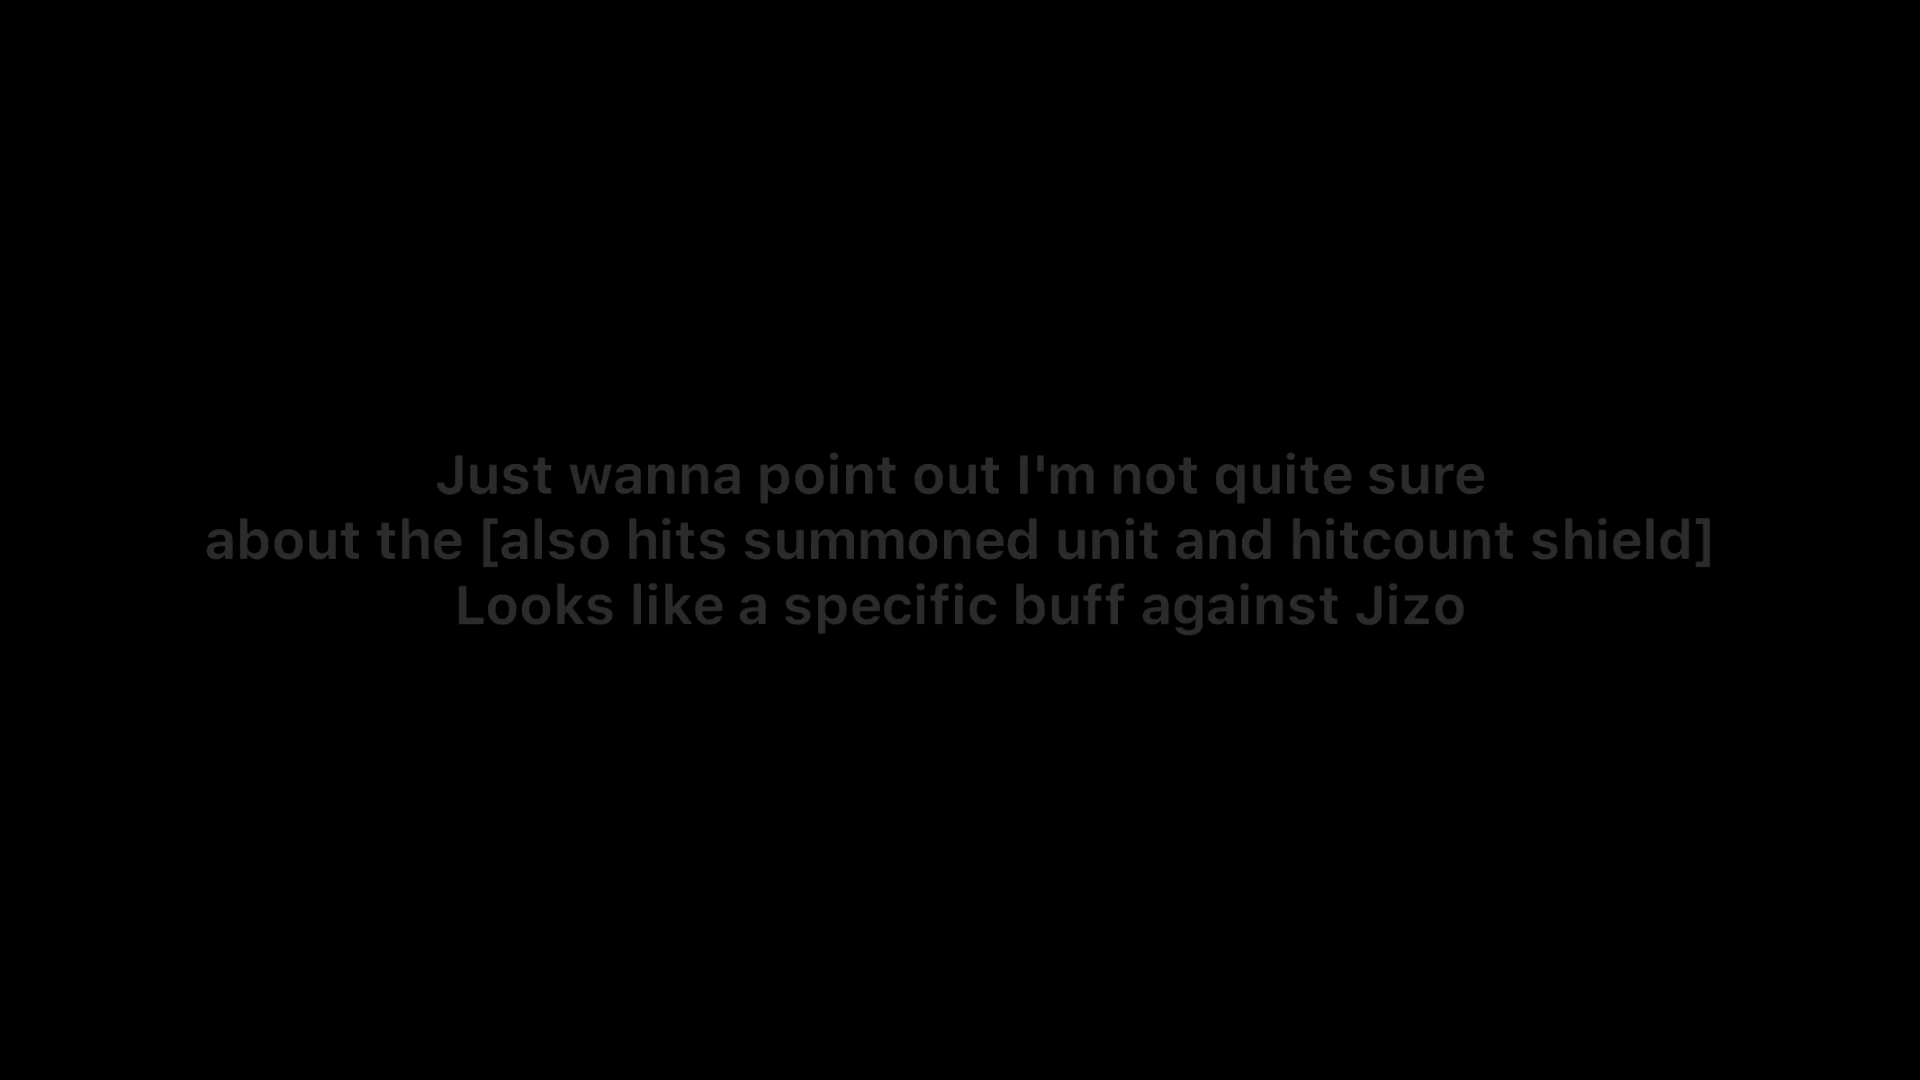 Just wanna point out I'm not quite sure
about the [also hits summoned unit and hitcount shield]
Looks like a specific buff against Jizo